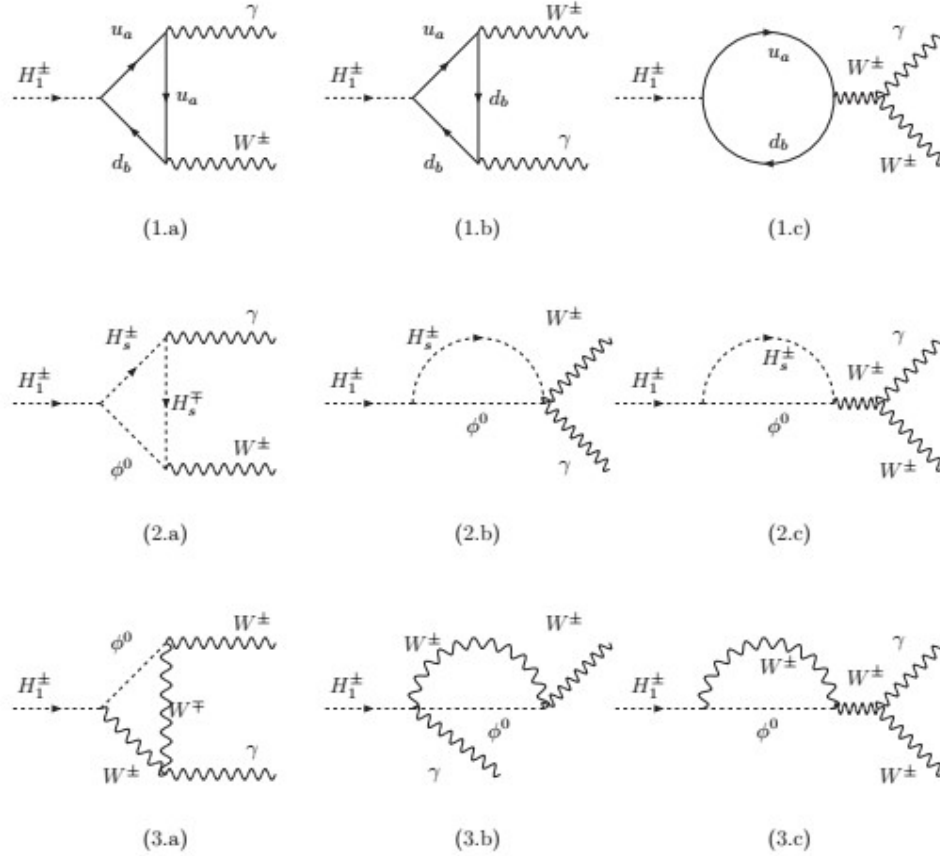 u_a γ u_a W^± γ
H_1^± H_1^± H_1^± u_a W^±
u_a d_b
d_b W^± d_b γ d_b W^±
(1.a) (1.b) (1.c)
H_s^± γ H_s^± W^± γ
H_1^± H_1^± H_1^± H_s^± W^±
H_s^∓
φ^0 W^± φ^0 γ φ^0 W^±
(2.a) (2.b) (2.c)
φ^0 W^± W^± W^± γ
H_1^± H_1^± H_1^± W^± W^±
W^∓ φ^0 φ^0
W^± γ γ W^±
(3.a) (3.b) (3.c)